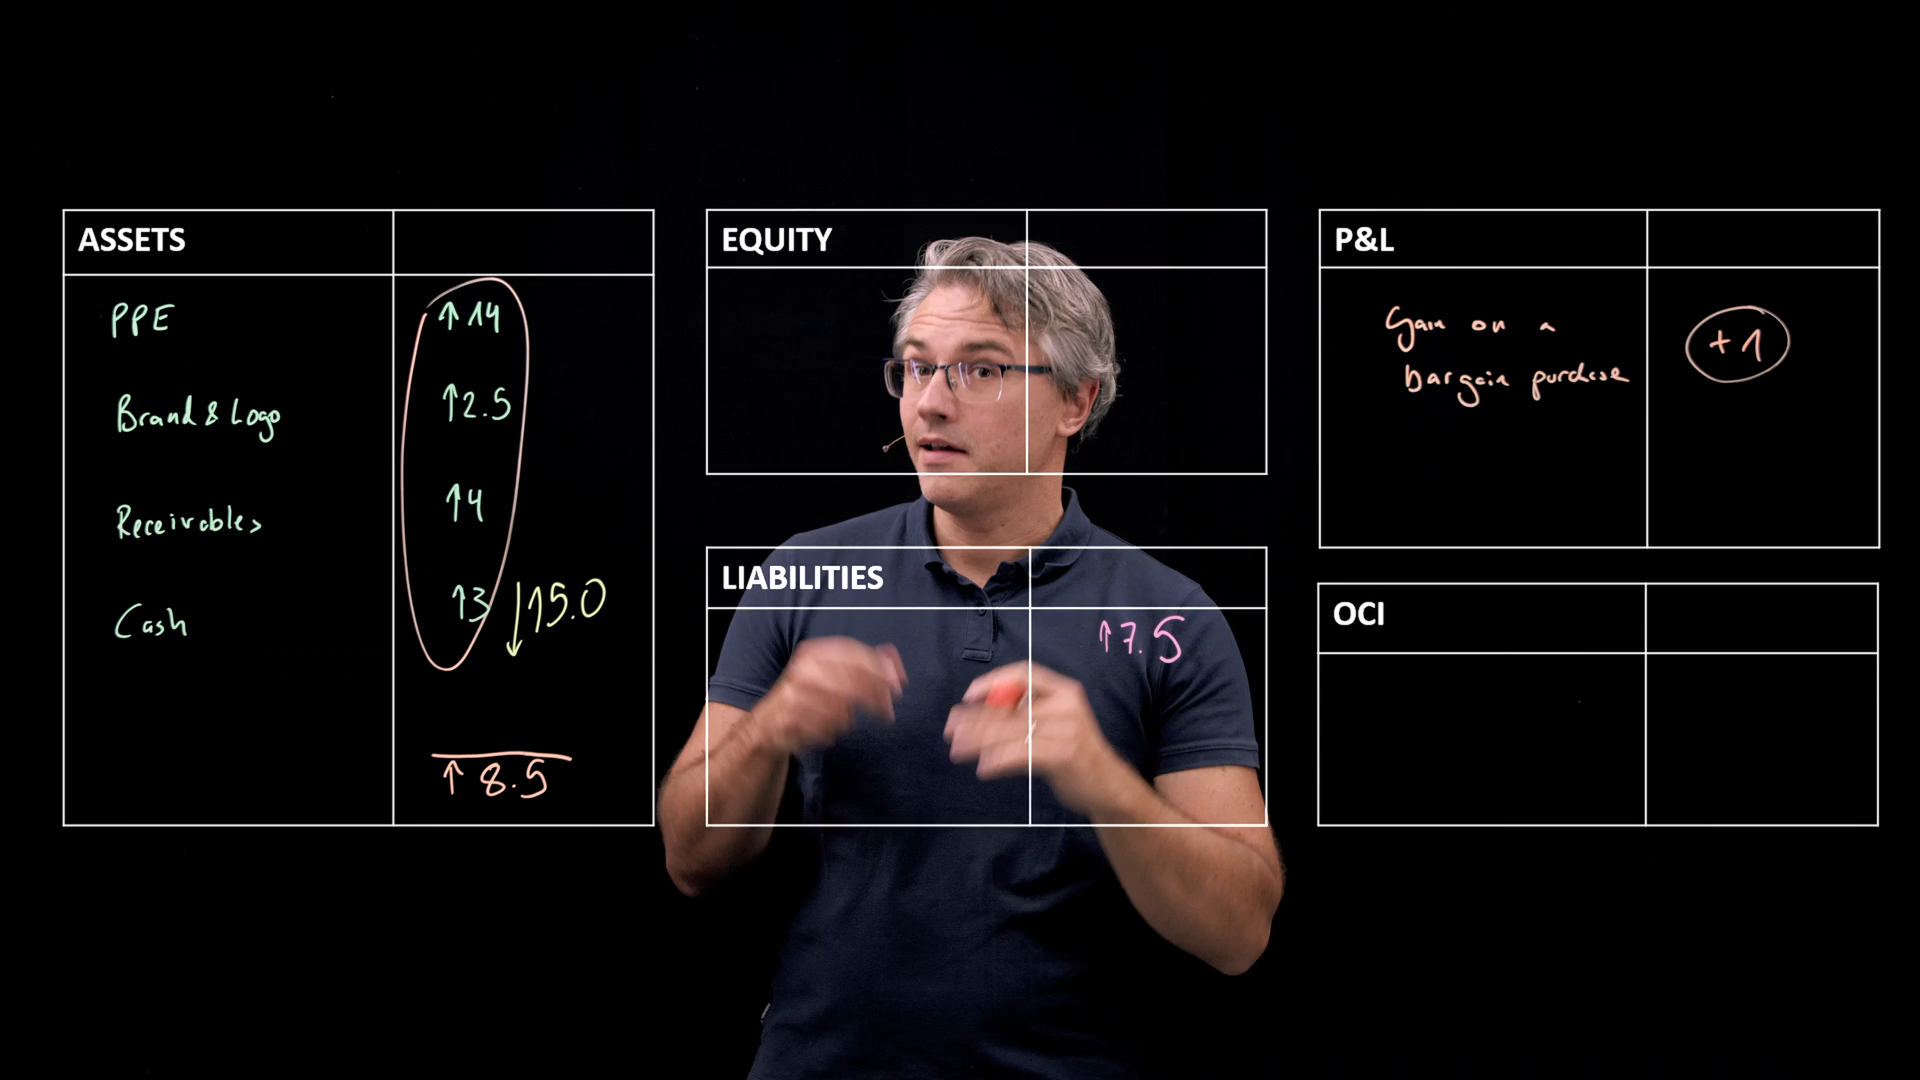 ASSETS
PPE ↑ 14
Brand & Logo ↑ 2.5
Receivables ↑ 4
Cash ↑ 3 ↓ 15.0
↑ 8.5
EQUITY
LIABILITIES
↑ 7.5
P&L
Gain on a
bargain purchase
+ 1
OCI